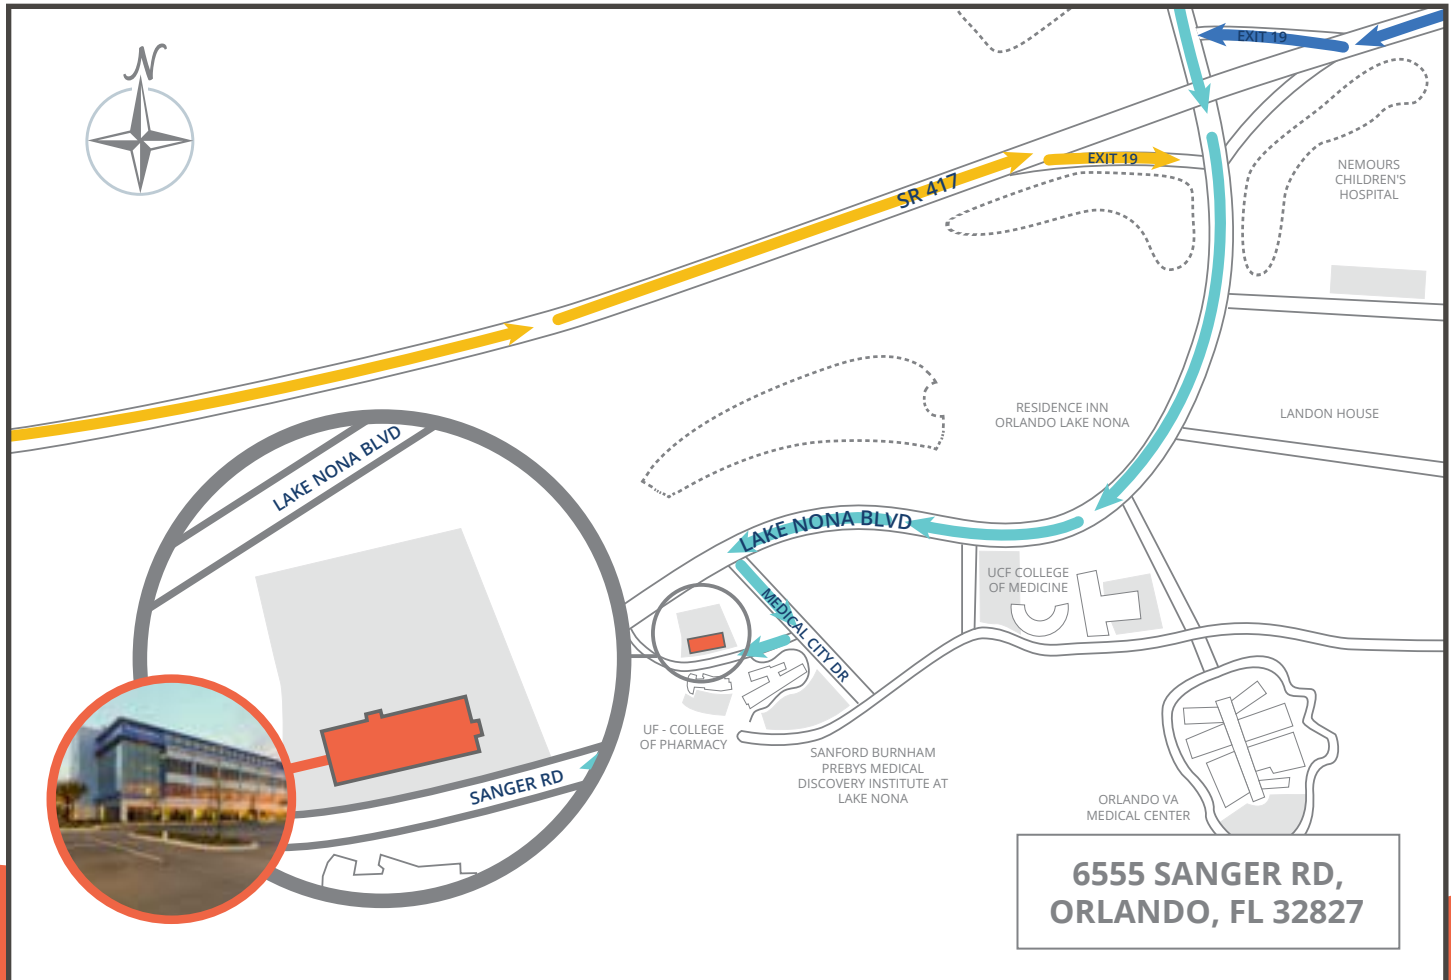 N
EXIT 19
SR 417
EXIT 19
NEMOURS
CHILDREN'S
HOSPITAL
RESIDENCE INN
ORLANDO LAKE NONA
LANDON HOUSE
LAKE NONA BLVD
LAKE NONA BLVD
MEDICAL CITY DR
UCF COLLEGE
OF MEDICINE
UF - COLLEGE
OF PHARMACY
SANFORD BURNHAM
PREBYS MEDICAL
DISCOVERY INSTITUTE AT
LAKE NONA
SANGER RD
ORLANDO VA
MEDICAL CENTER
6555 SANGER RD,
ORLANDO, FL 32827